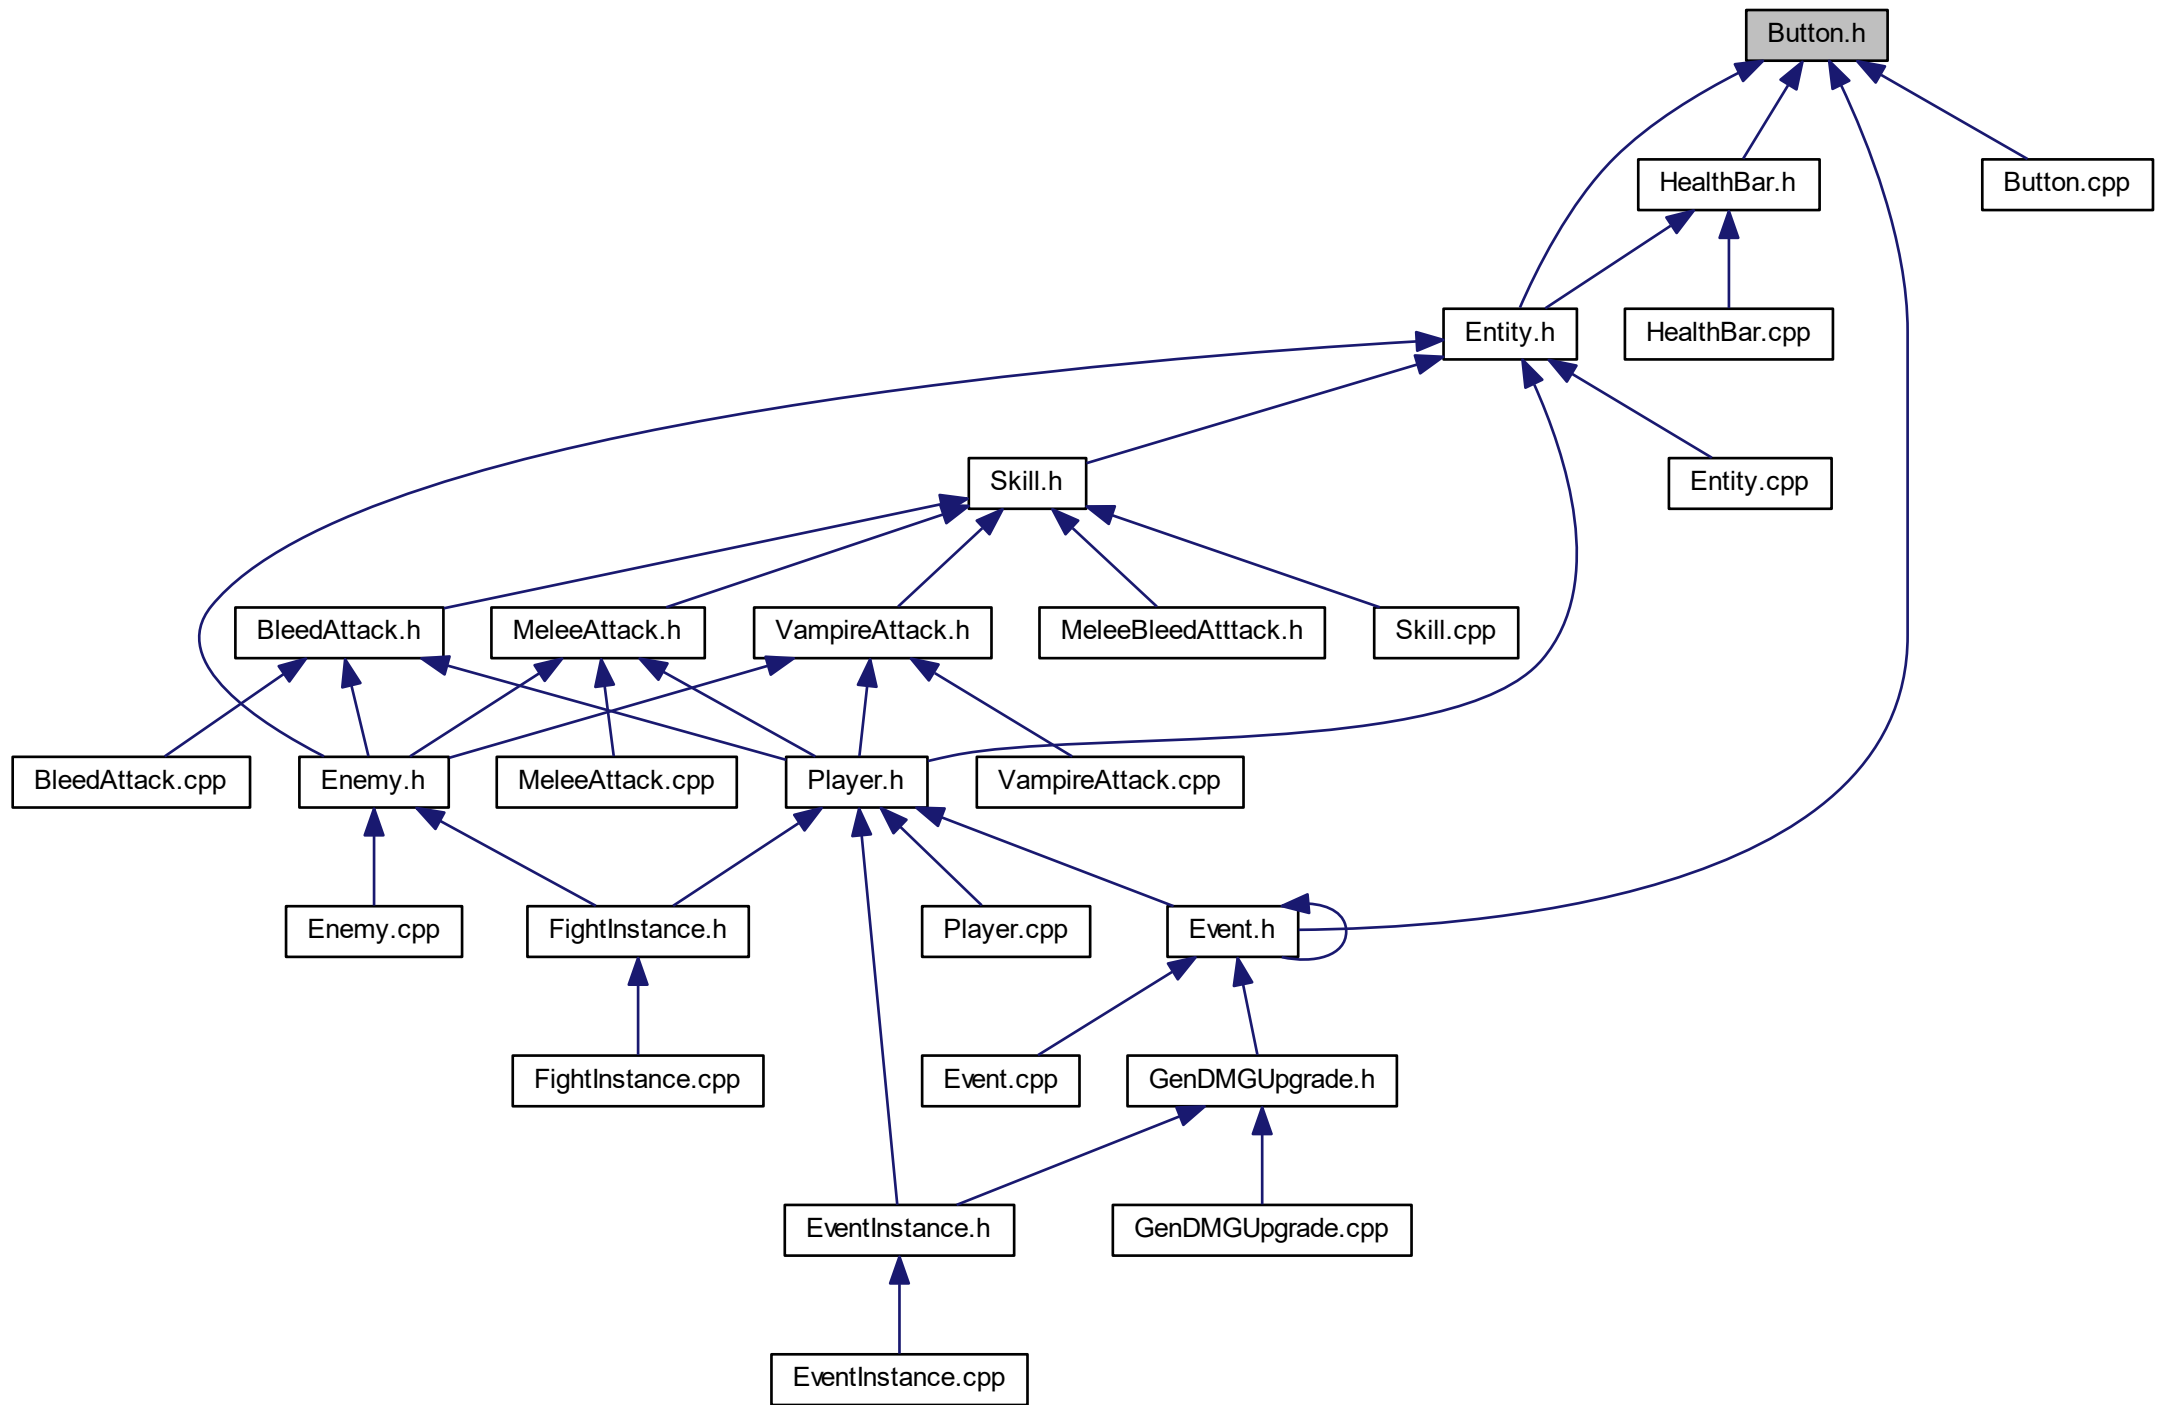 Button.h
HealthBar.h
Button.cpp
Entity.h
HealthBar.cpp
Skill.h
Entity.cpp
BleedAttack.h
MeleeAttack.h
VampireAttack.h
MeleeBleedAtttack.h
Skill.cpp
BleedAttack.cpp
Enemy.h
MeleeAttack.cpp
Player.h
VampireAttack.cpp
Enemy.cpp
FightInstance.h
Player.cpp
Event.h
FightInstance.cpp
Event.cpp
GenDMGUpgrade.h
EventInstance.h
GenDMGUpgrade.cpp
EventInstance.cpp